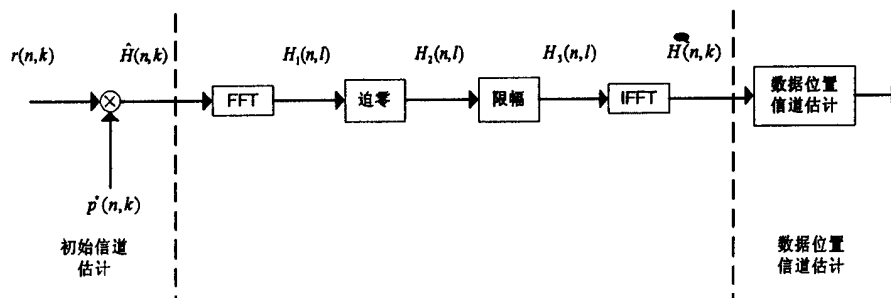 r(n,k)
Ĥ(n,k)
H₁(n,l)
H₂(n,l)
H₃(n,l)
H(n,k)
FFT
迫零
限幅
IFFT
数据位置
信道估计
p*(n,k)
初始信道
估计
数据位置
信道估计